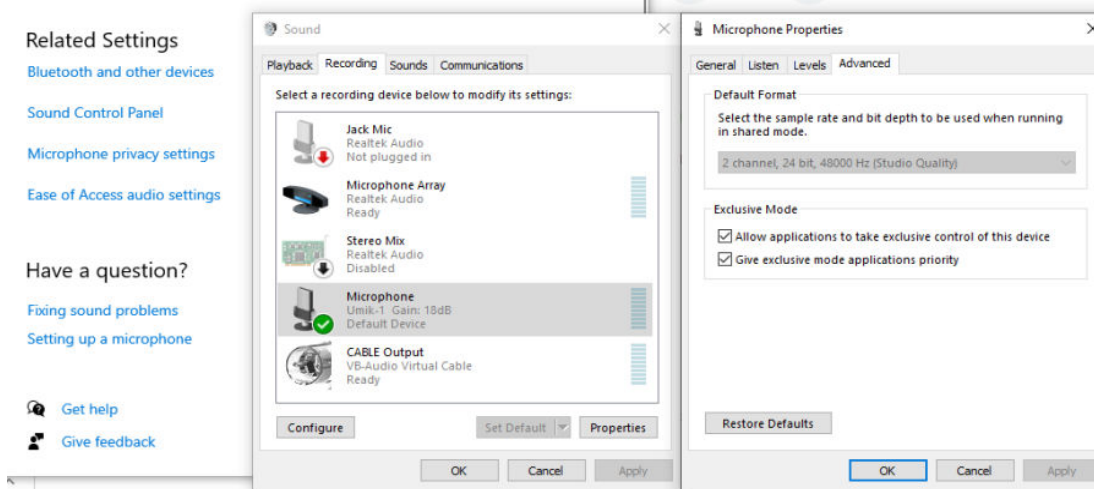 Related Settings
Bluetooth and other devices
Sound Control Panel
Microphone privacy settings
Ease of Access audio settings
Have a question?
Fixing sound problems
Setting up a microphone
Get help
Give feedback
Sound
Playback Recording Sounds Communications
Select a recording device below to modify its settings:
Jack Mic
Realtek Audio
Not plugged in
Microphone Array
Realtek Audio
Ready
Stereo Mix
Realtek Audio
Disabled
Microphone
Umik-1 Gain: 18dB
Default Device
CABLE Output
VB-Audio Virtual Cable
Ready
Configure Set Default Properties
OK Cancel Apply
Microphone Properties
General Listen Levels Advanced
Default Format
Select the sample rate and bit depth to be used when running
in shared mode.
2 channel, 24 bit, 48000 Hz (Studio Quality)
Exclusive Mode
Allow applications to take exclusive control of this device
Give exclusive mode applications priority
Restore Defaults
OK Cancel Apply